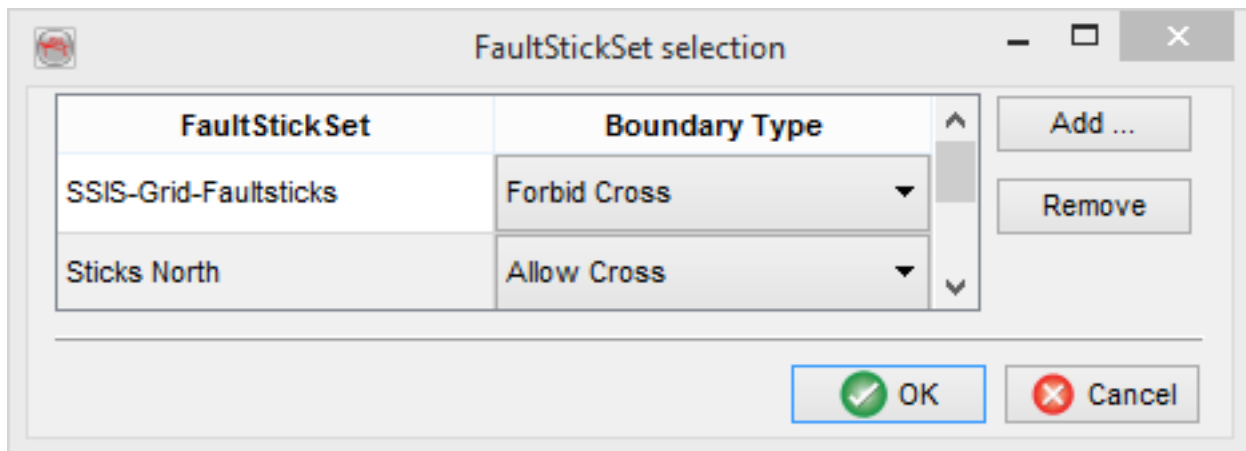 FaultStickSet selection
FaultStickSet Boundary Type Add ...
SSIS-Grid-Faultsticks Forbid Cross Remove
Sticks North Allow Cross
OK Cancel